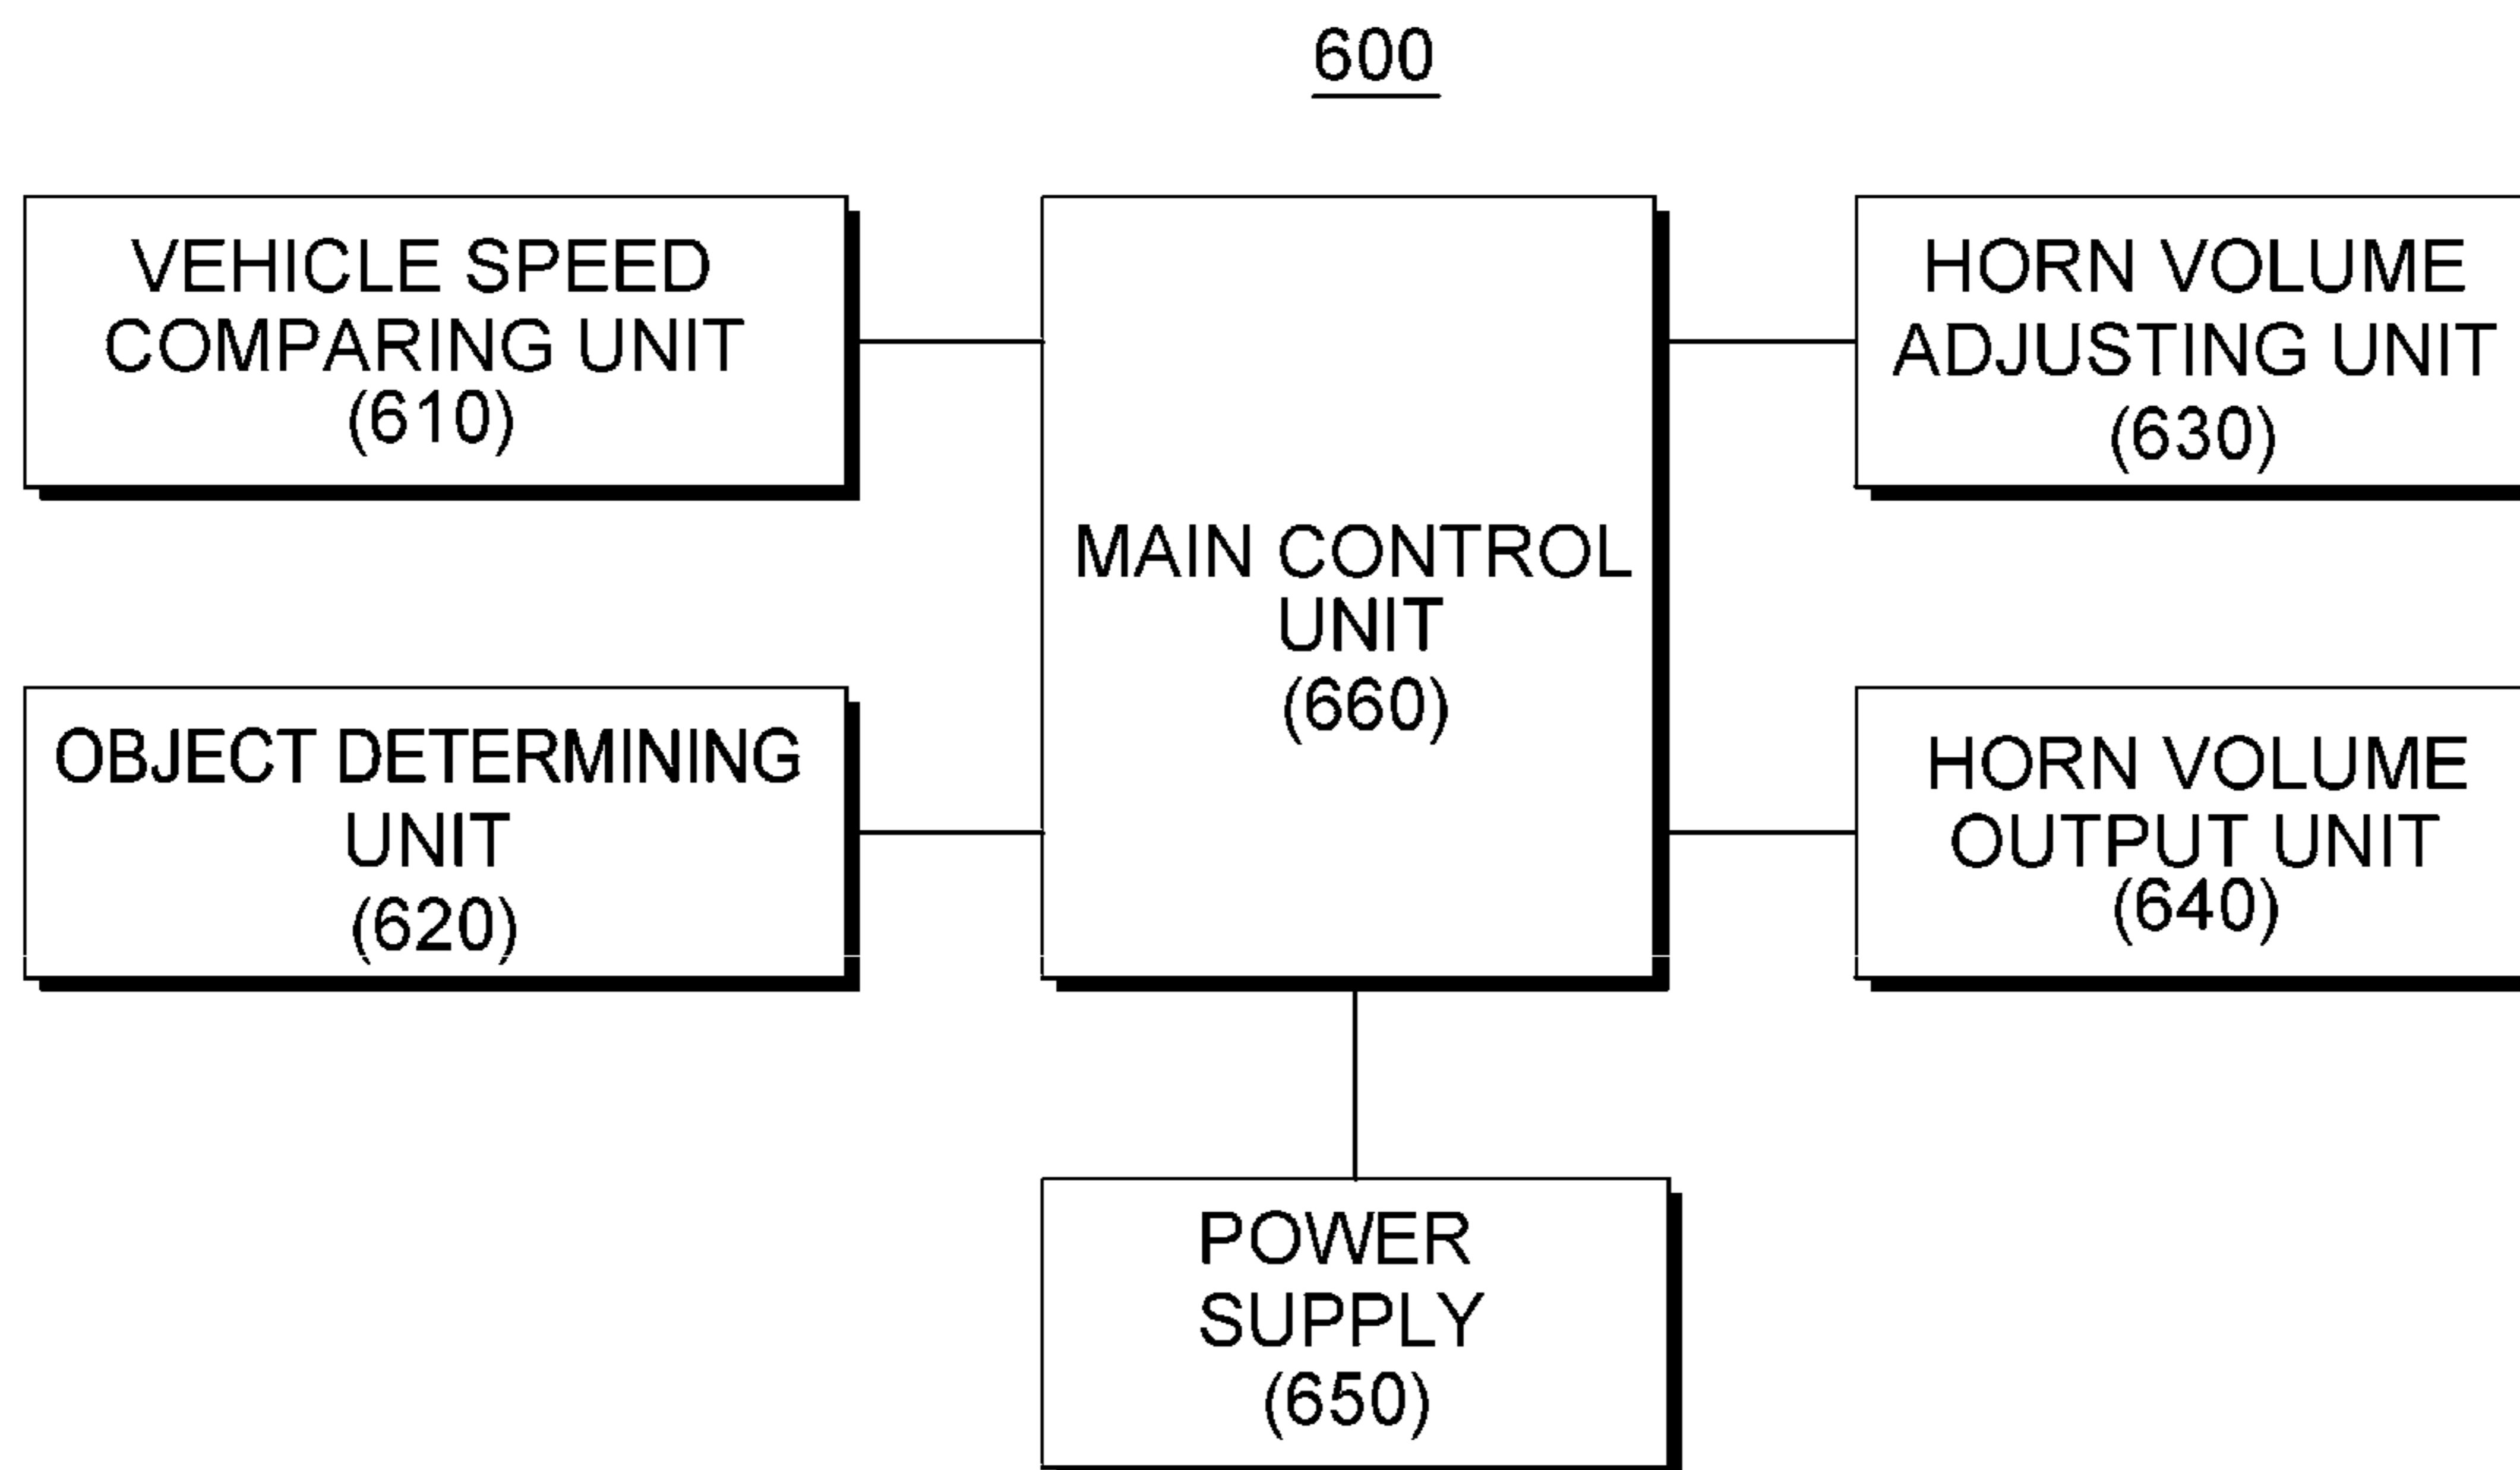 600
VEHICLE SPEED
COMPARING UNIT
(610)
OBJECT DETERMINING
UNIT
(620)
MAIN CONTROL
UNIT
(660)
HORN VOLUME
ADJUSTING UNIT
(630)
HORN VOLUME
OUTPUT UNIT
(640)
POWER
SUPPLY
(650)